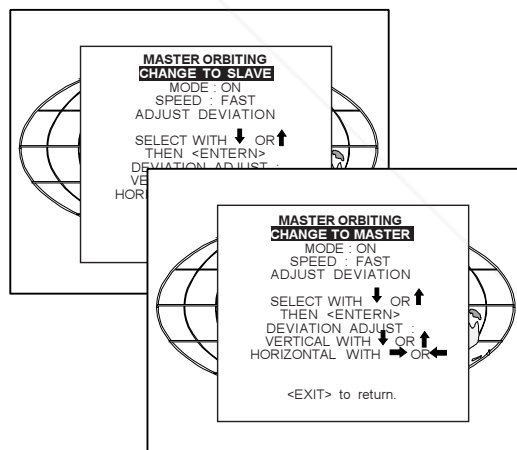 MASTER ORBITING
CHANGE TO SLAVE
MODE : ON
SPEED : FAST
ADJUST DEVIATION
SELECT WITH ⬇ OR ⬆
THEN <ENTERN>
DEVIATION ADJUST :
MASTER ORBITING
CHANGE TO MASTER
MODE : ON
SPEED : FAST
ADJUST DEVIATION
SELECT WITH ⬇ OR ⬆
THEN <ENTERN>
DEVIATION ADJUST :
VERTICAL WITH ⬇ OR ⬆
HORIZONTAL WITH ➡ OR ⬅
<EXIT> to return.